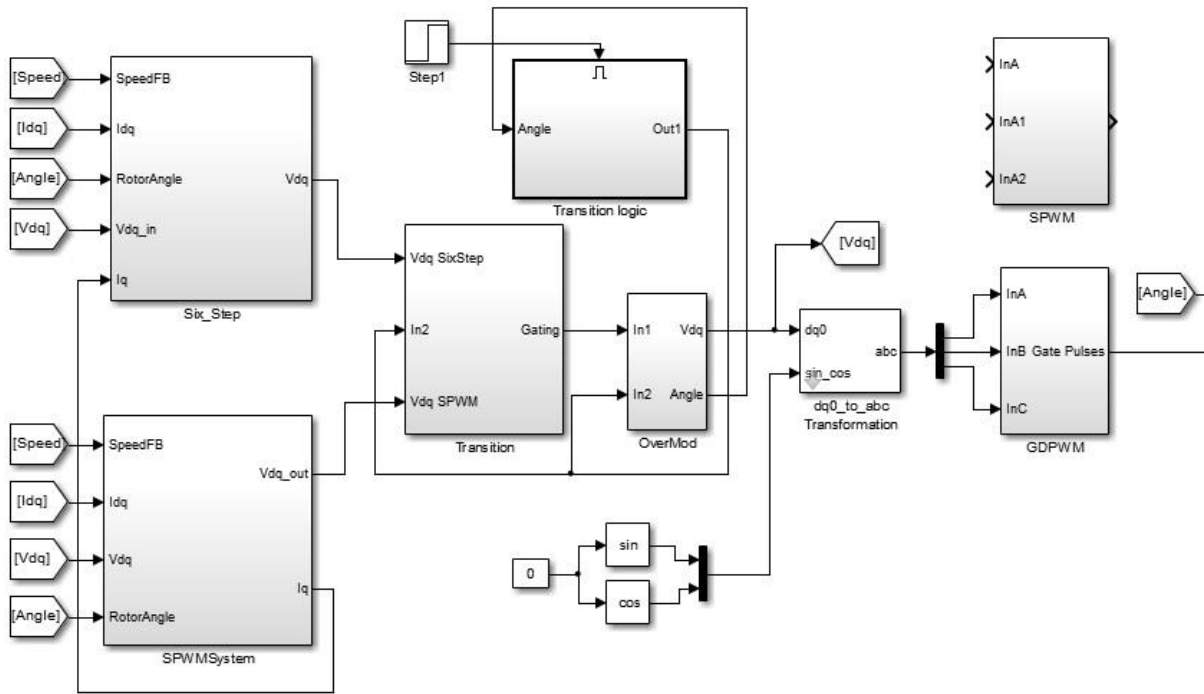 [Speed
[Idq]
[Angle]
[Vdq]
SpeedFB
Idq
RotorAngle
Vdq_in
Iq
Vdq
Six_Step
Step1
Angle
Out1
Transition logic
InA
InA1
InA2
SPWM
Vdq SixStep
In2
Vdq SPWM
Gating
Transition
In1
In2
Vdq
Angle
OverMod
[Vdq]
dq0
sin_cos
abc
dq0_to_abc
Transformation
InA
InB
InC
Gate Pulses
GDPWM
[Angle]
[Speed
[Idq]
[Vdq]
[Angle]
SpeedFB
Idq
Vdq
RotorAngle
Vdq_out
Iq
SPWMSystem
0
sin
cos